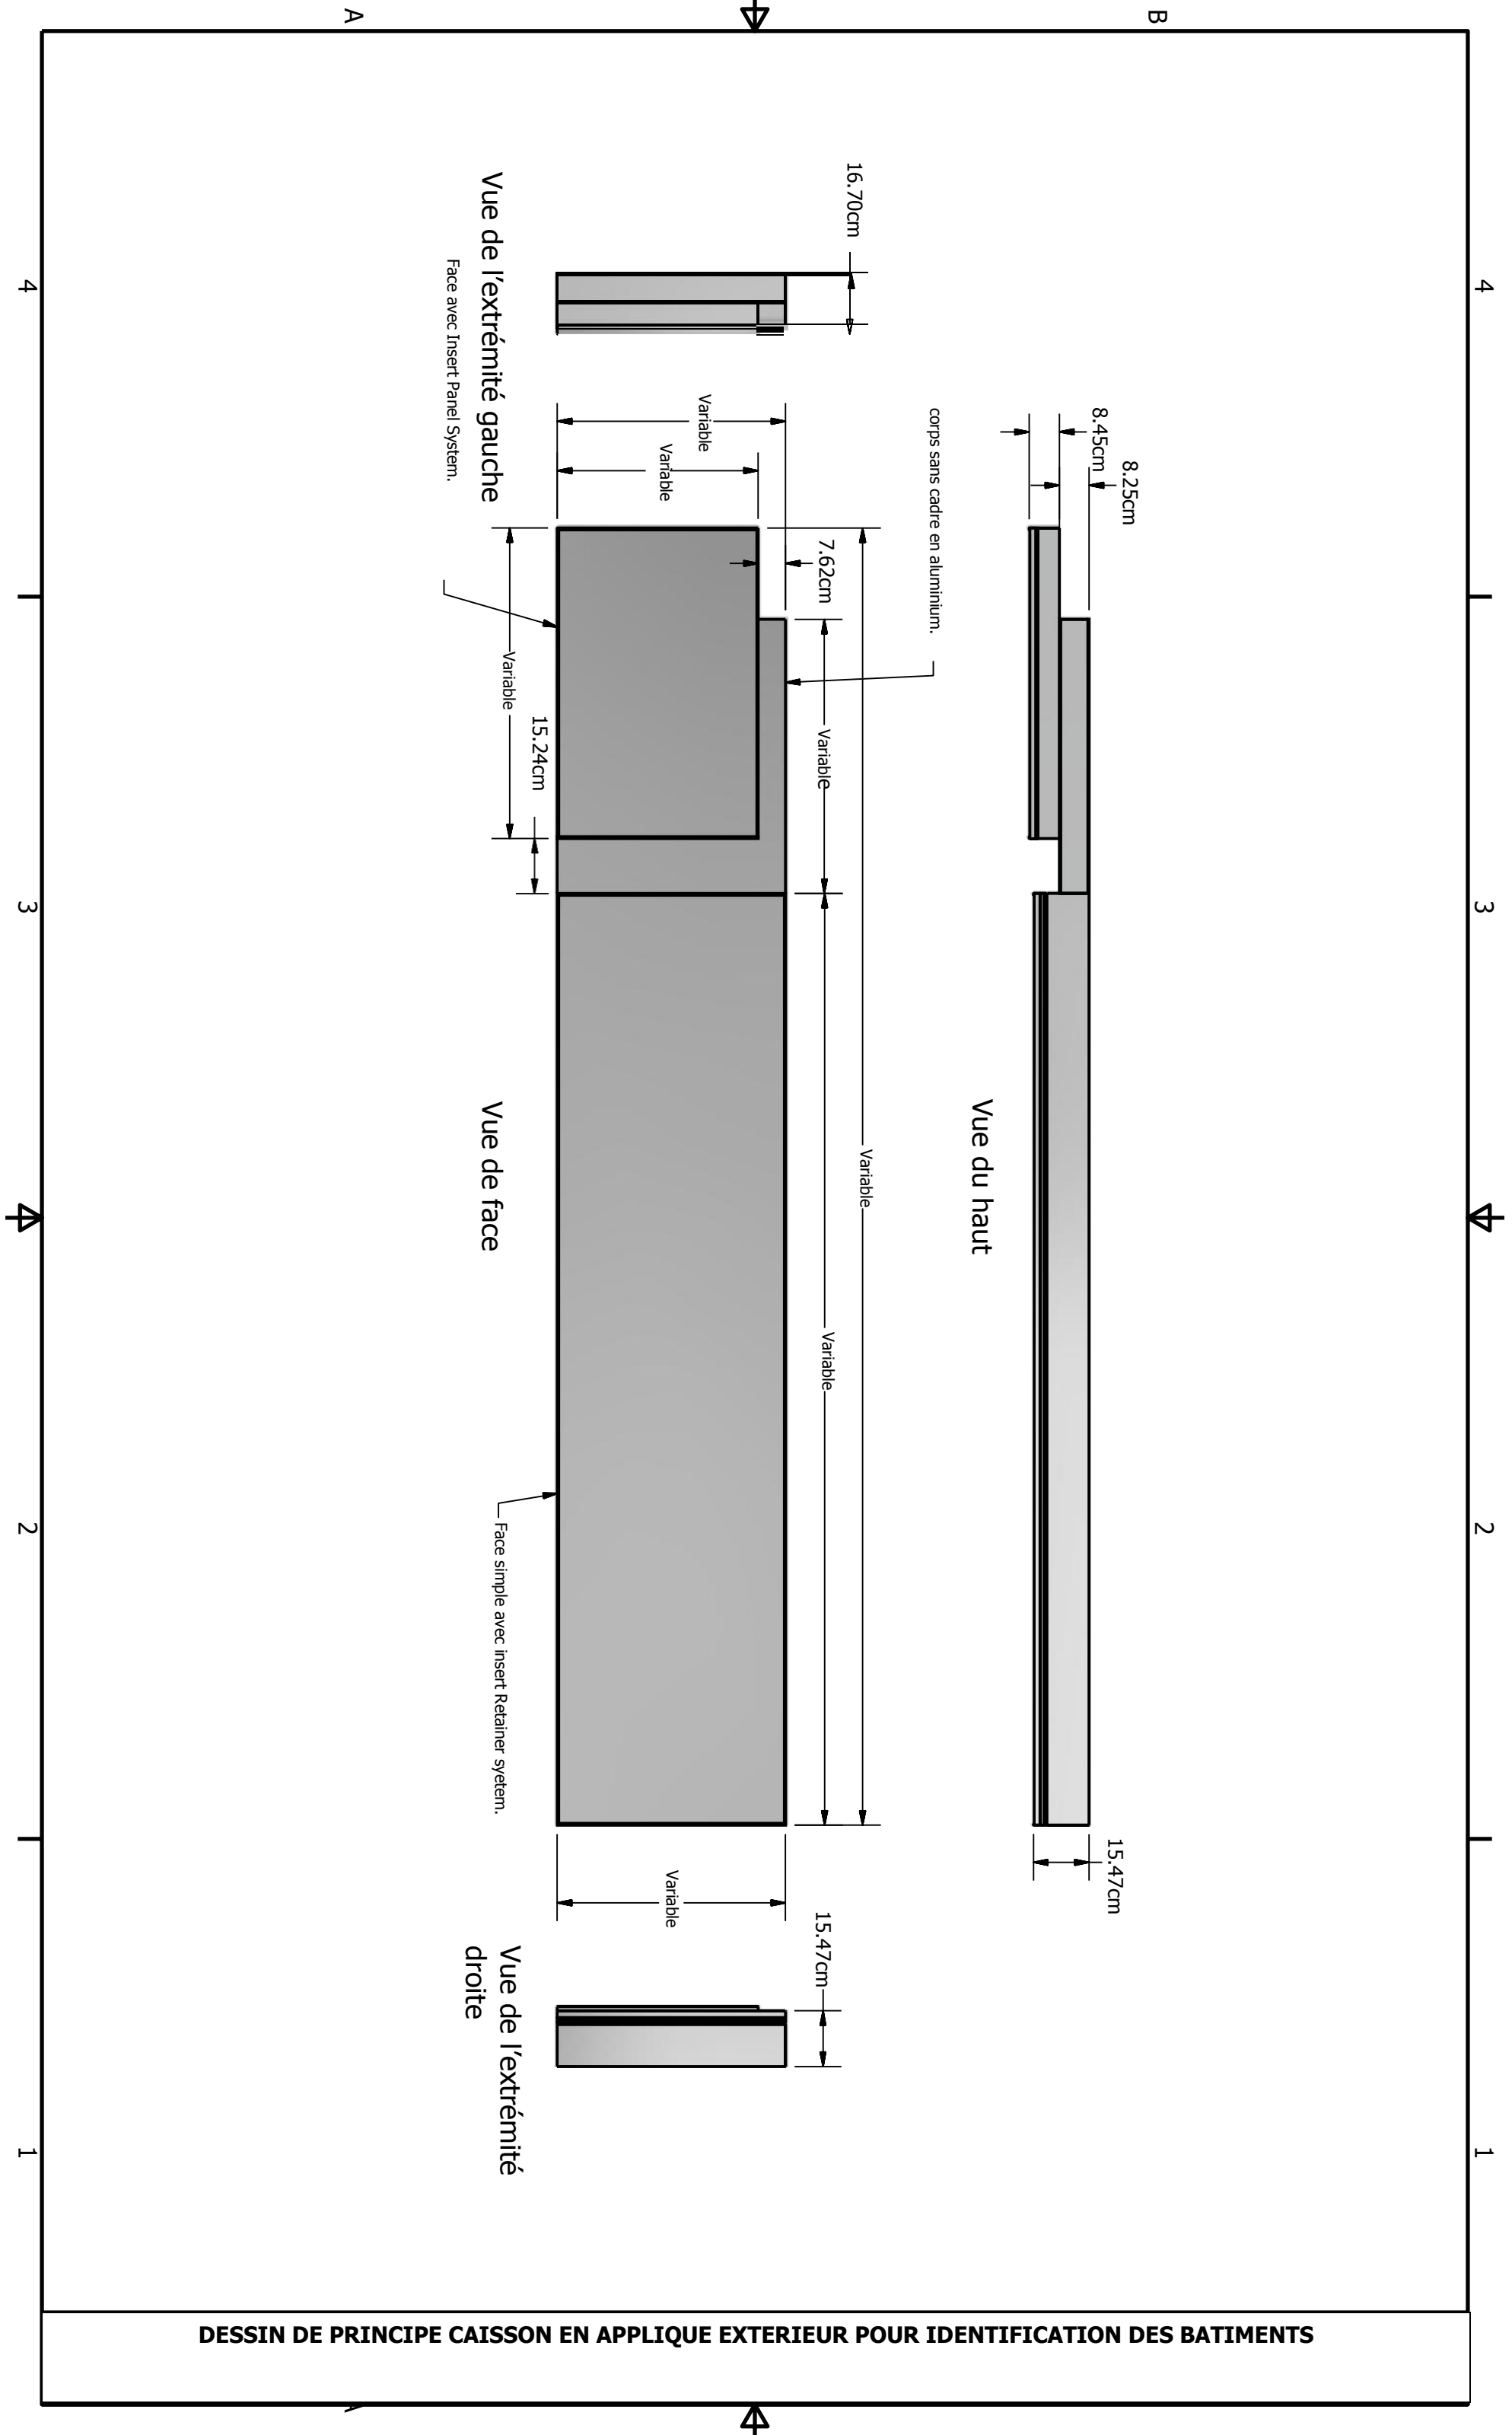 B
A
4
3
2
1
4
3
2
1
8.25cm
8.45cm
15.47cm
Vue du haut
corps sans cadre en aluminium.
16.70cm
Variable
7.62cm
Variable
Variable
15.47cm
Variable
Variable
Variable
Variable
15.24cm
Vue de l'extrémité gauche
Face avec Insert Panel System.
Vue de face
Face simple avec insert Retainer syetem.
Vue de l'extrémité
droite
DESSIN DE PRINCIPE CAISSON EN APPLIQUE EXTERIEUR POUR IDENTIFICATION DES BATIMENTS